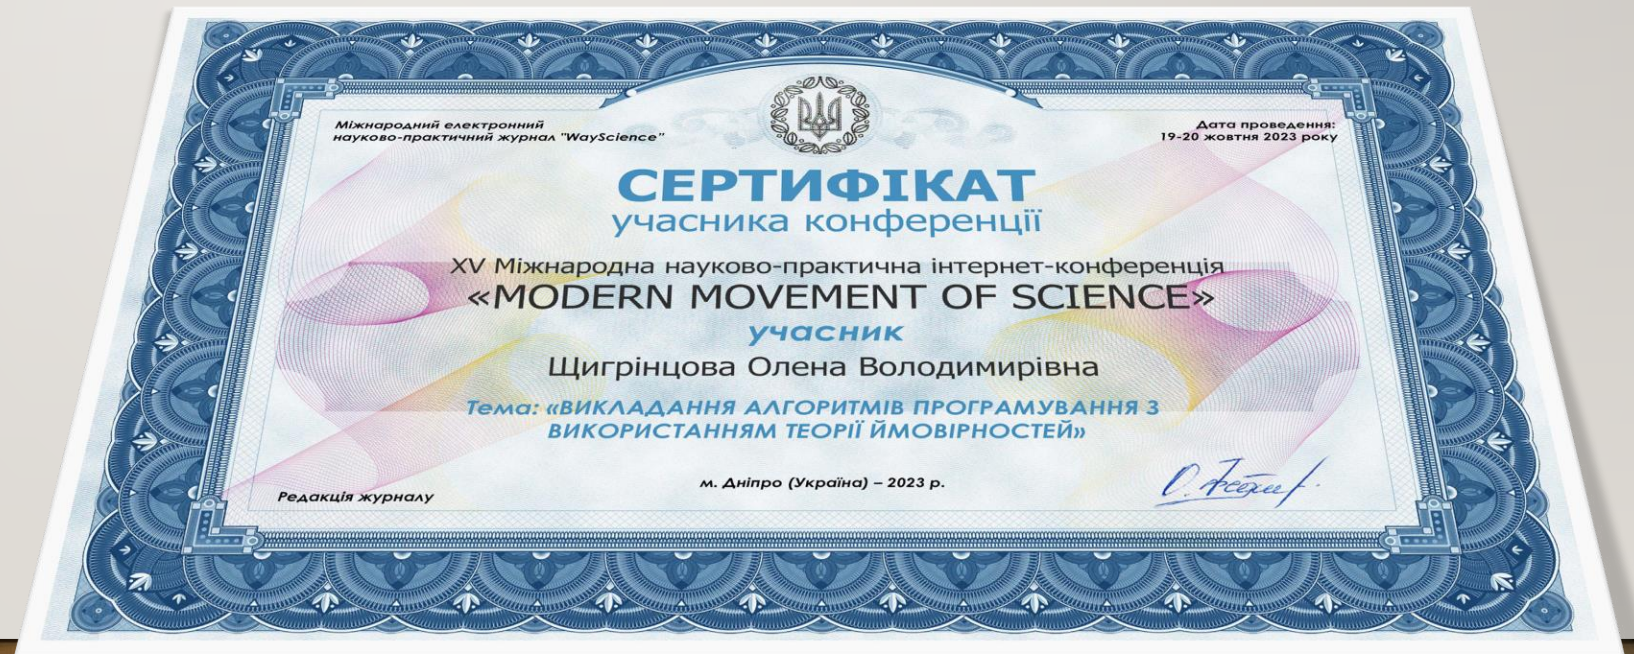 Міжнародний електронний
науково-практичний журнал "WayScience"
Дата проведення:
19-20 жовтня 2023 року
СЕРТИФІКАТ
учасника конференції
XV Міжнародна науково-практична інтернет-конференція
«MODERN MOVEMENT OF SCIENCE»
учасник
Щигрінцова Олена Володимирівна
Тема: «ВИКЛАДАННЯ АЛГОРИТМІВ ПРОГРАМУВАННЯ З
ВИКОРИСТАННЯМ ТЕОРІЇ ЙМОВІРНОСТЕЙ»
м. Дніпро (Україна) – 2023 р.
Редакція журналу